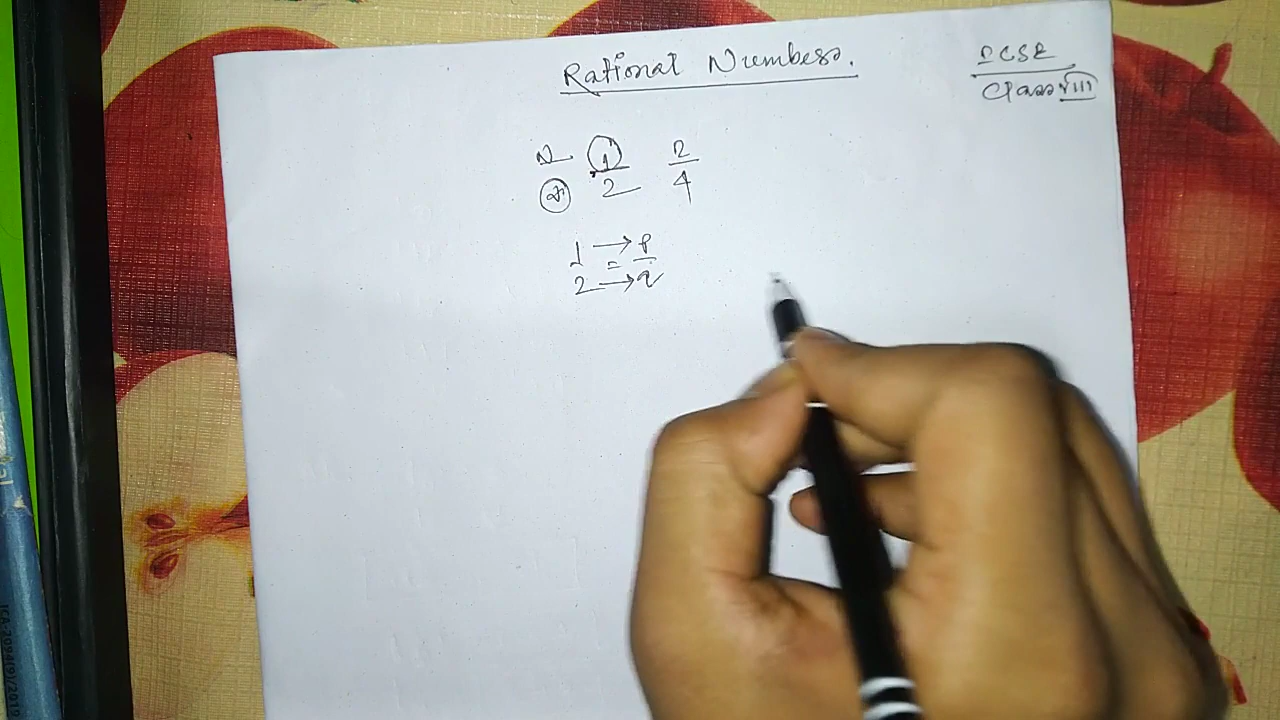 Rational Numbers.
ICSE
Class VIII
N 1 2
2 4
1 → p
=
2 → q